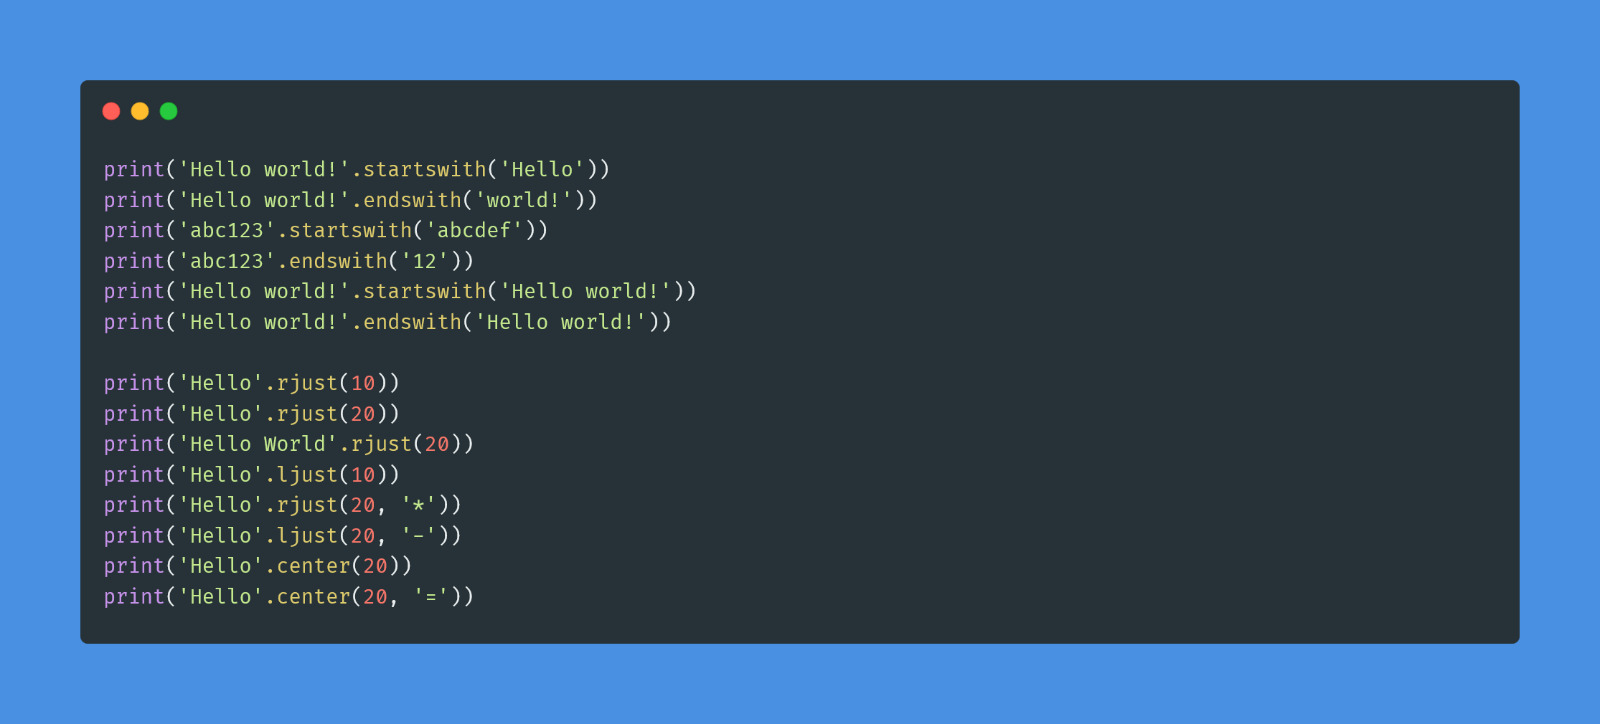 print('Hello world!'.startswith('Hello'))
print('Hello world!'.endswith('world!'))
print('abc123'.startswith('abcdef'))
print('abc123'.endswith('12'))
print('Hello world!'.startswith('Hello world!'))
print('Hello world!'.endswith('Hello world!'))

print('Hello'.rjust(10))
print('Hello'.rjust(20))
print('Hello World'.rjust(20))
print('Hello'.ljust(10))
print('Hello'.rjust(20, '*'))
print('Hello'.ljust(20, '-'))
print('Hello'.center(20))
print('Hello'.center(20, '='))